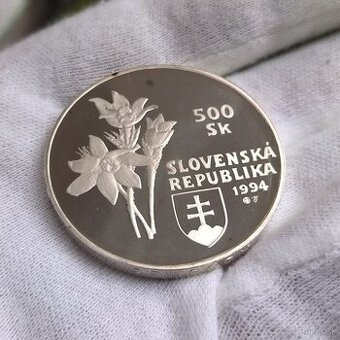 500
Sk
SLOVENSKÁ
REPUBLIKA
1994